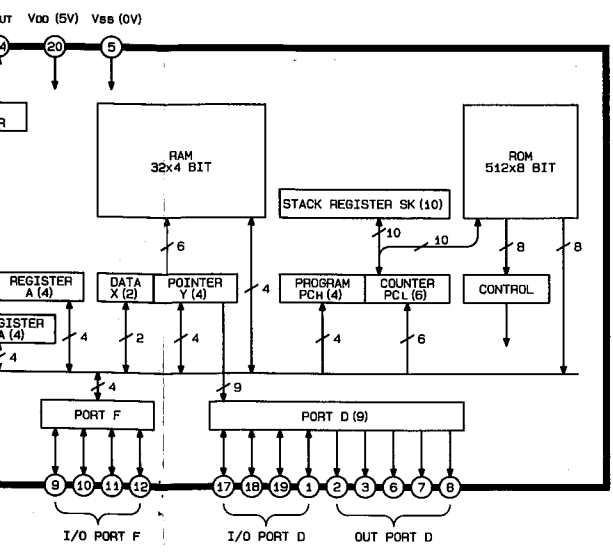 UT VDD (5V) VSS (0V)
4 20 5
R
RAM
32x4 BIT
ROM
512x8 BIT
STACK REGISTER SK (10)
6
10
10
8
8
REGISTER
A (4)
DATA
X (2)
POINTER
Y (4)
4
PROGRAM
PCH (4)
COUNTER
PCL (6)
CONTROL
GISTER
A (4)
4
4
2
4
4
6
4
9
PORT F
PORT D (9)
9 10 11 12 17 18 19 1 2 3 6 7 8
I/O PORT F I/O PORT D OUT PORT D